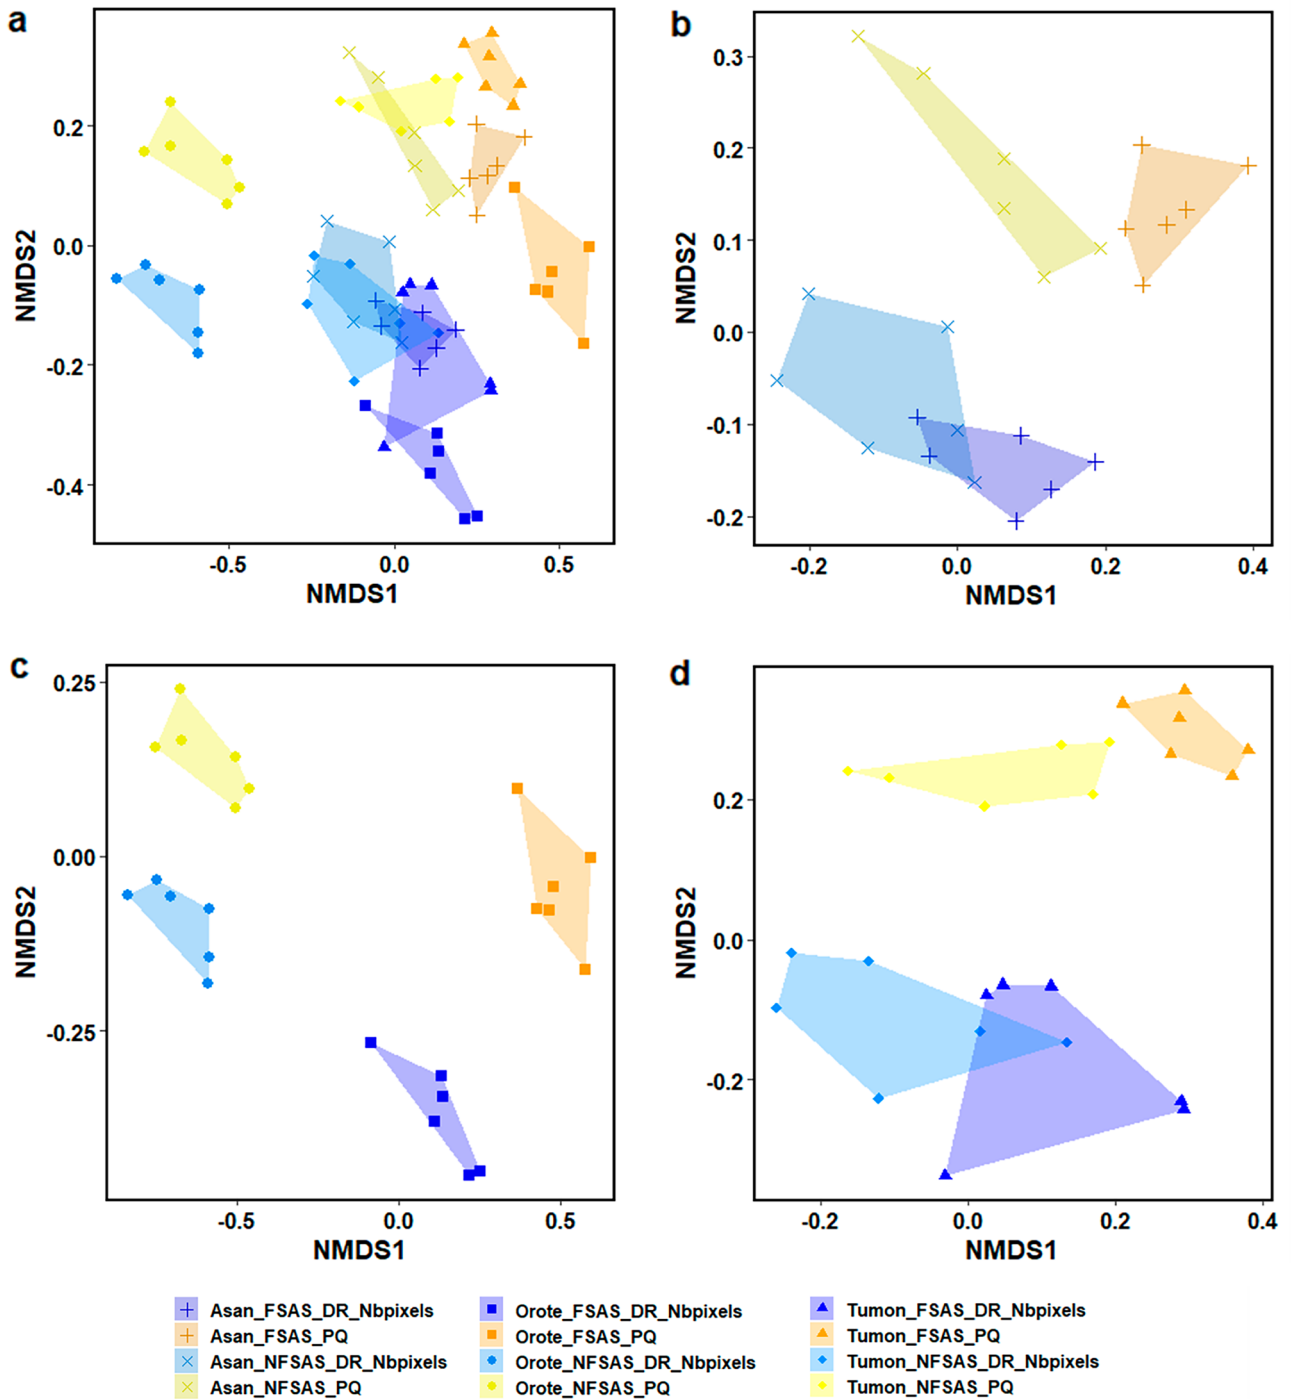 a
0.2
0.0
-0.2
-0.4
NMDS2
-0.5
0.0
0.5
NMDS1
b
0.3
0.2
0.1
0.0
-0.1
-0.2
NMDS2
-0.2
0.0
0.2
0.4
NMDS1
c
0.25
0.00
-0.25
NMDS2
-0.5
0.0
0.5
NMDS1
d
0.2
0.0
-0.2
NMDS2
-0.2
0.0
0.2
0.4
NMDS1
Asan_FSAS_DR_Nbpixels
Asan_FSAS_PQ
Asan_NFSAS_DR_Nbpixels
Asan_NFSAS_PQ
Orote_FSAS_DR_Nbpixels
Orote_FSAS_PQ
Orote_NFSAS_DR_Nbpixels
Orote_NFSAS_PQ
Tumon_FSAS_DR_Nbpixels
Tumon_FSAS_PQ
Tumon_NFSAS_DR_Nbpixels
Tumon_NFSAS_PQ